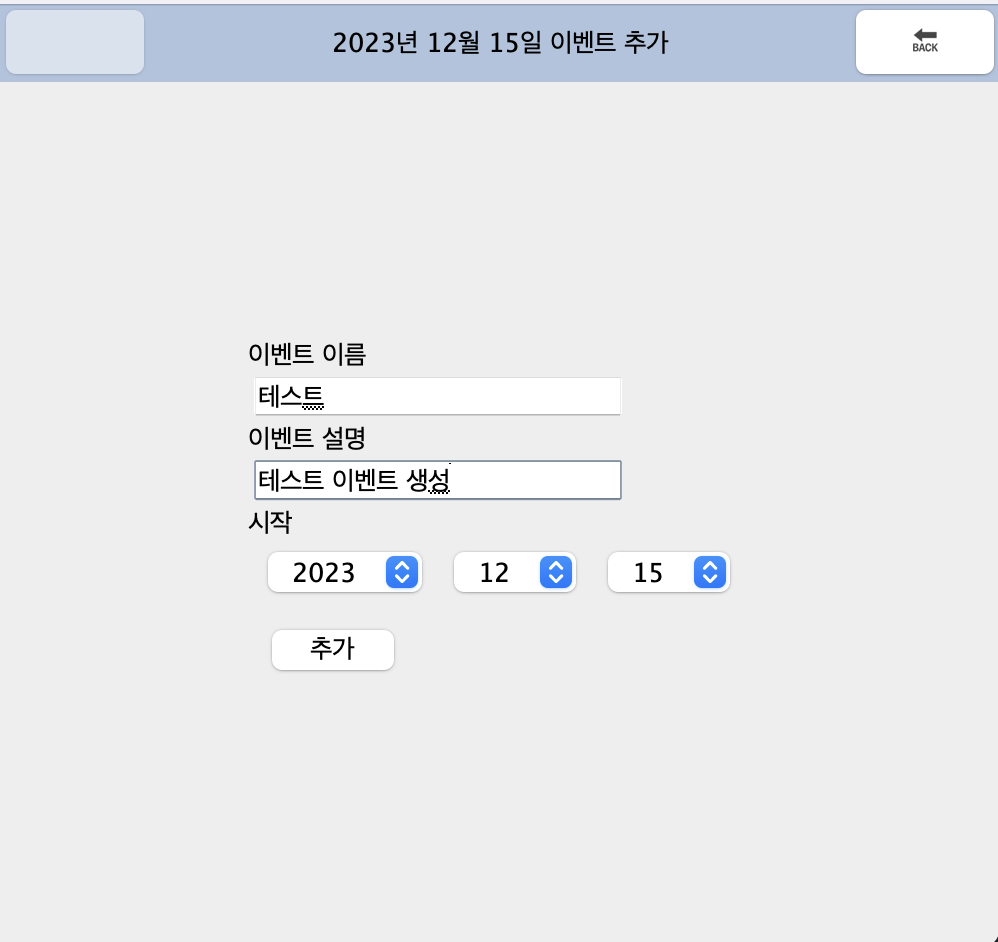 2023년 12월 15일 이벤트 추가
BACK
이벤트 이름
테스트
이벤트 설명
테스트 이벤트 생성
시작
2023 12 15
추가